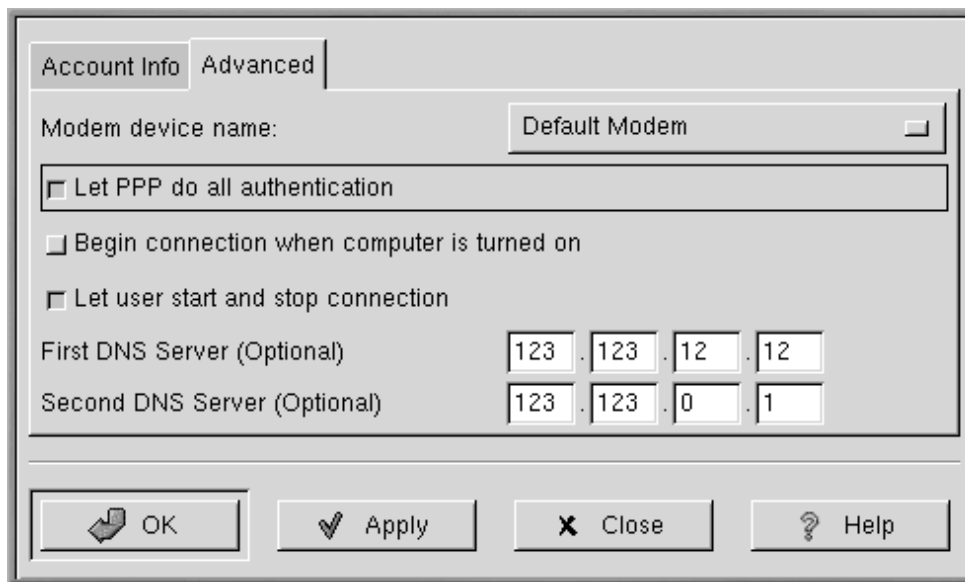 Account Info Advanced
Modem device name: Default Modem
Let PPP do all authentication
Begin connection when computer is turned on
Let user start and stop connection
First DNS Server (Optional) 123 . 123 . 12 . 12
Second DNS Server (Optional) 123 . 123 . 0 . 1
OK Apply Close Help